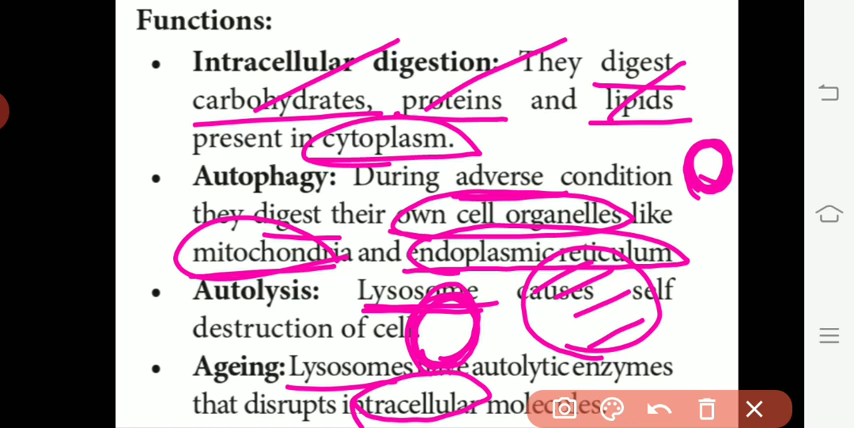 Functions:
• Intracellular digestion: They digest
carbohydrates, proteins and lipids
present in cytoplasm.
• Autophagy: During adverse condition
they digest their own cell organelles like
mitochondria and endoplasmic reticulum
• Autolysis: Lysosome causes self
destruction of cell.
• Ageing: Lysosomes autolytic enzymes
that disrupts intracellular molecules.